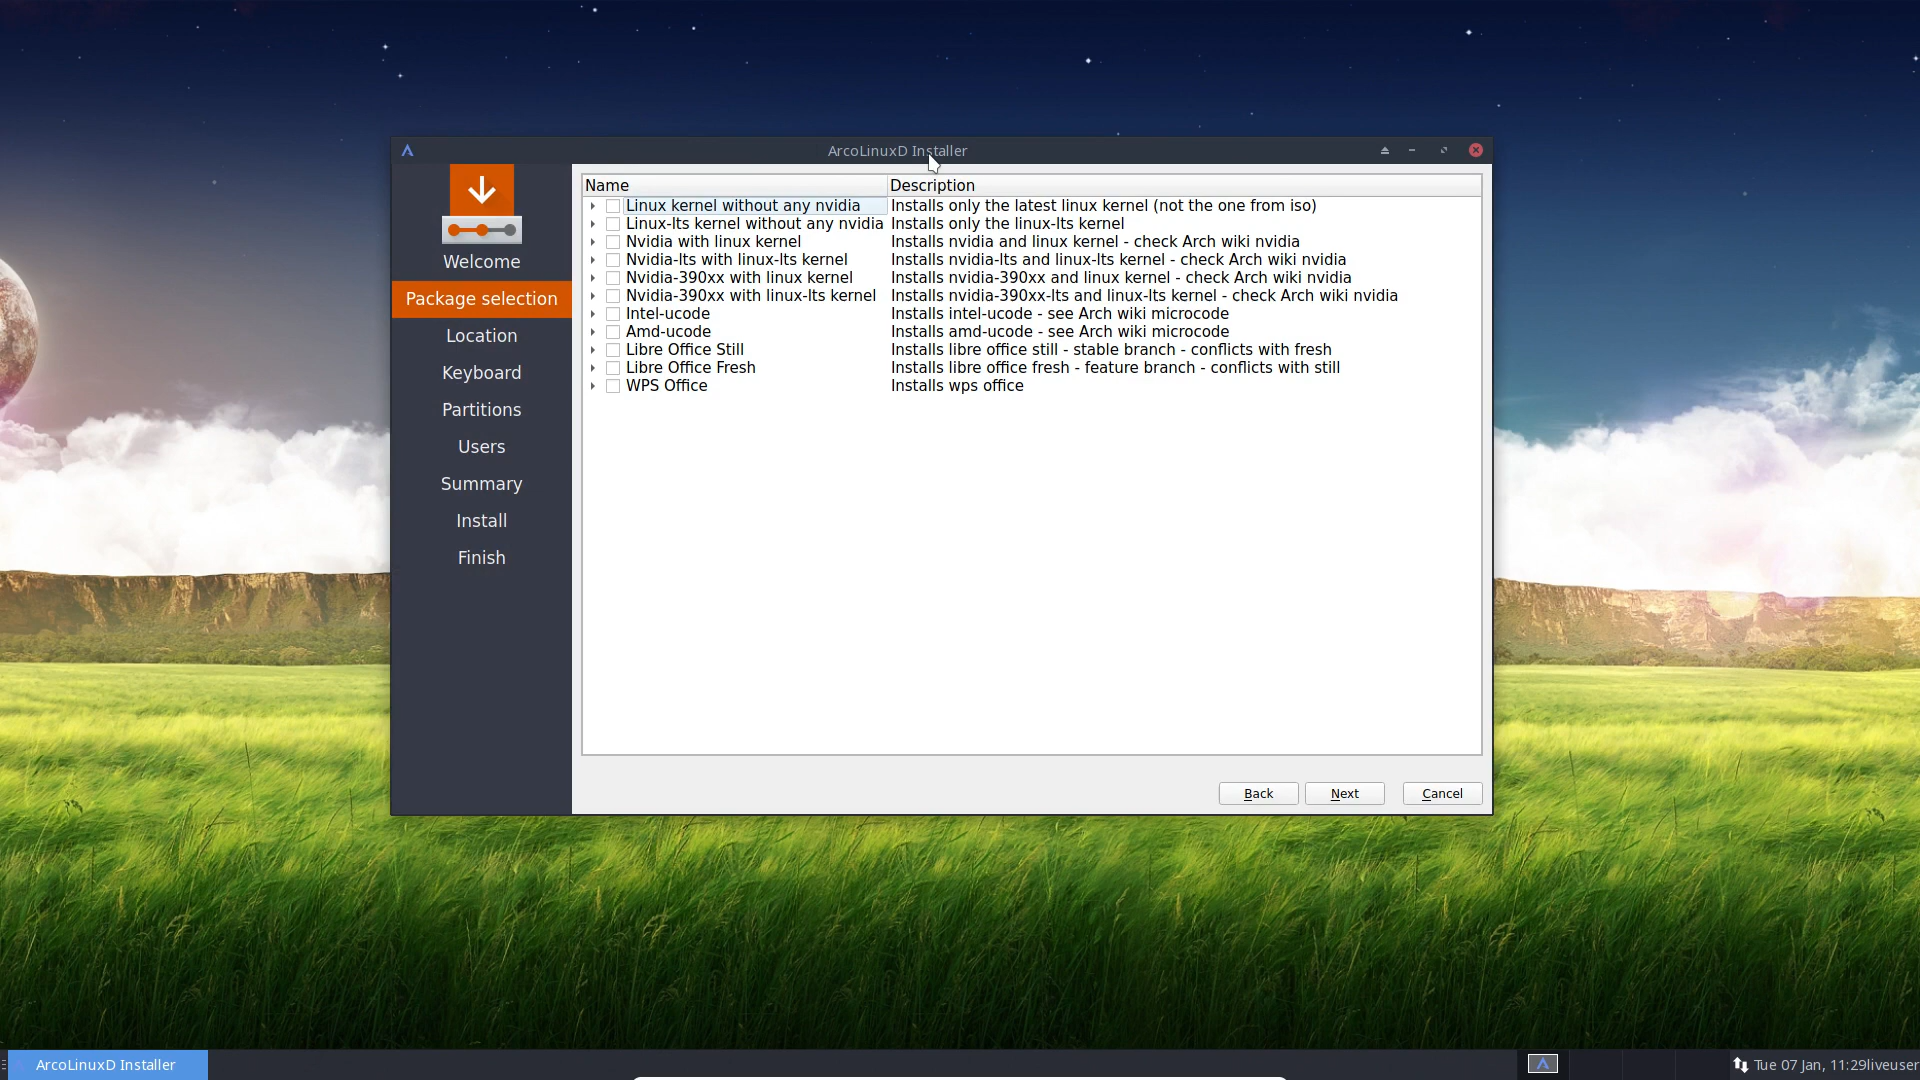 ArcoLinuxD Installer
Welcome
Package selection
Location
Keyboard
Partitions
Users
Summary
Install
Finish
Name Description
Linux kernel without any nvidia Installs only the latest linux kernel (not the one from iso)
Linux-lts kernel without any nvidia Installs only the linux-lts kernel
Nvidia with linux kernel Installs nvidia and linux kernel - check Arch wiki nvidia
Nvidia-lts with linux-lts kernel Installs nvidia-lts and linux-lts kernel - check Arch wiki nvidia
Nvidia-390xx with linux kernel Installs nvidia-390xx and linux kernel - check Arch wiki nvidia
Nvidia-390xx with linux-lts kernel Installs nvidia-390xx-lts and linux-lts kernel - check Arch wiki nvidia
Intel-ucode Installs intel-ucode - see Arch wiki microcode
Amd-ucode Installs amd-ucode - see Arch wiki microcode
Libre Office Still Installs libre office still - stable branch - conflicts with fresh
Libre Office Fresh Installs libre office fresh - feature branch - conflicts with still
WPS Office Installs wps office
Back Next Cancel
ArcoLinuxD Installer Tue 07 Jan, 11:29liveuser